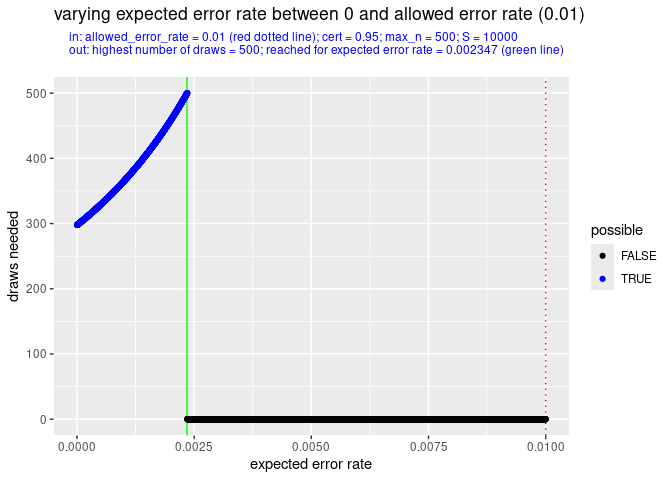 varying expected error rate between 0 and allowed error rate (0.01)
in: allowed_error_rate = 0.01 (red dotted line); cert = 0.95; max_n = 500; S = 10000
out: highest number of draws = 500; reached for expected error rate = 0.002347 (green line)
draws needed
500
400
300
200
100
0
0.0000
0.0025
0.0050
0.0075
0.0100
expected error rate
possible
FALSE
TRUE